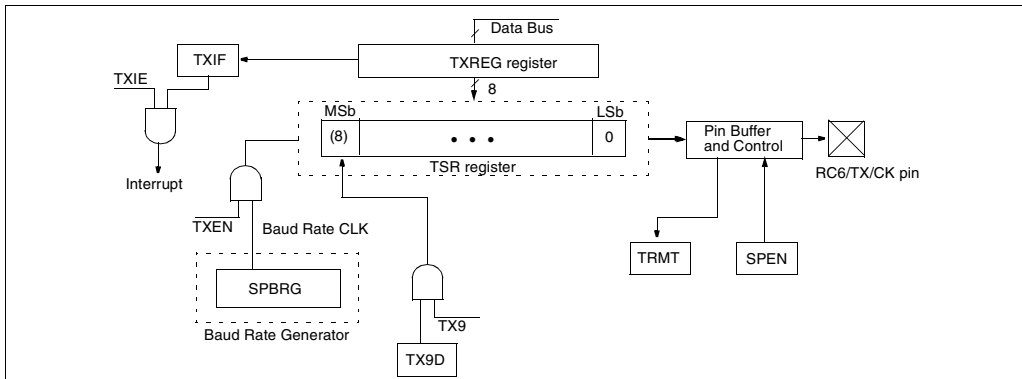 Data Bus
TXIF
TXREG register
TXIE
8
MSb
LSb
(8)
• • •
0
Pin Buffer
and Control
TSR register
Interrupt
RC6/TX/CK pin
TXEN
Baud Rate CLK
TRMT
SPEN
SPBRG
TX9
Baud Rate Generator
TX9D